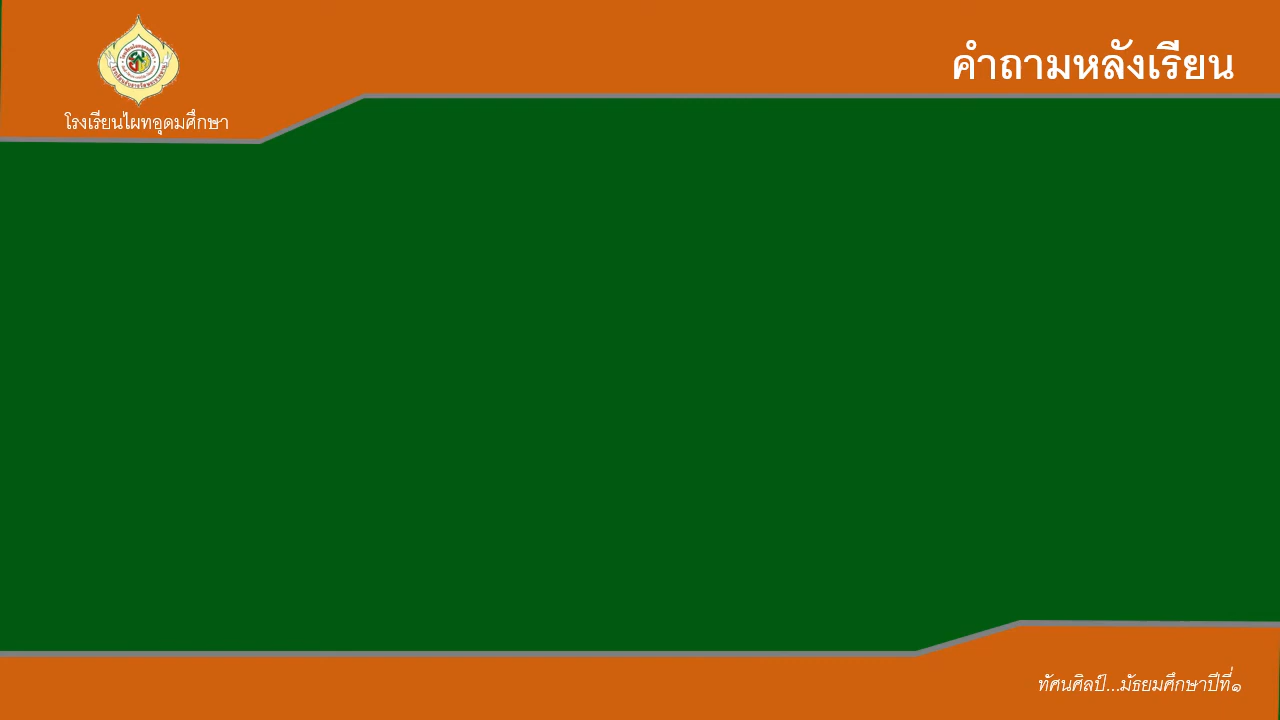 คำถามหลังเรียน
โรงเรียนไผทอุดมศึกษา
ทัศนศิลป์...มัธยมศึกษาปีที่๑